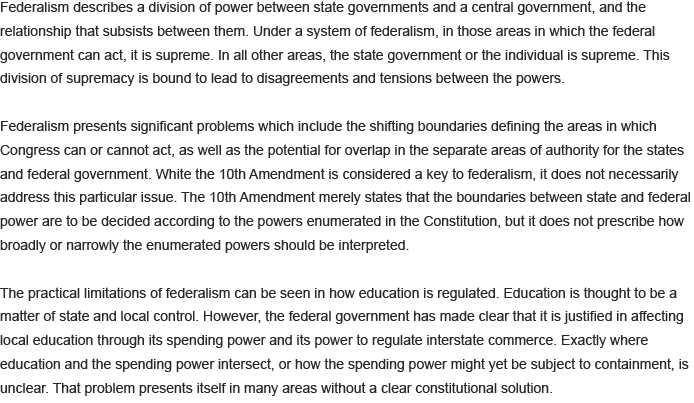 Federalism describes a division of power between state governments and a central government, and the
relationship that subsists between them. Under a system of federalism, in those areas in which the federal
government can act, it is supreme. In all other areas, the state government or the individual is supreme. This
division of supremacy is bound to lead to disagreements and tensions between the powers.

Federalism presents significant problems which include the shifting boundaries defining the areas in which
Congress can or cannot act, as well as the potential for overlap in the separate areas of authority for the states
and federal government. White the 10th Amendment is considered a key to federalism, it does not necessarily
address this particular issue. The 10th Amendment merely states that the boundaries between state and federal
power are to be decided according to the powers enumerated in the Constitution, but it does not prescribe how
broadly or narrowly the enumerated powers should be interpreted.

The practical limitations of federalism can be seen in how education is regulated. Education is thought to be a
matter of state and local control. However, the federal government has made clear that it is justified in affecting
local education through its spending power and its power to regulate interstate commerce. Exactly where
education and the spending power intersect, or how the spending power might yet be subject to containment, is
unclear. That problem presents itself in many areas without a clear constitutional solution.